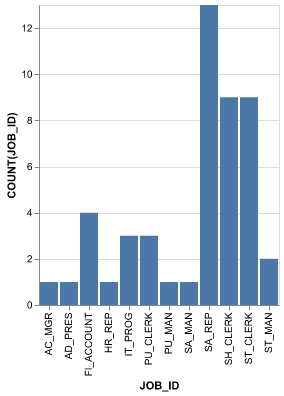 COUNT(JOB_ID)
12
10
8
6
4
2
0
AC_MGR
AD_PRES
FI_ACCOUNT
HR_REP
IT_PROG
PU_CLERK
PU_MAN
SA_MAN
SA_REP
SH_CLERK
ST_CLERK
ST_MAN
JOB_ID